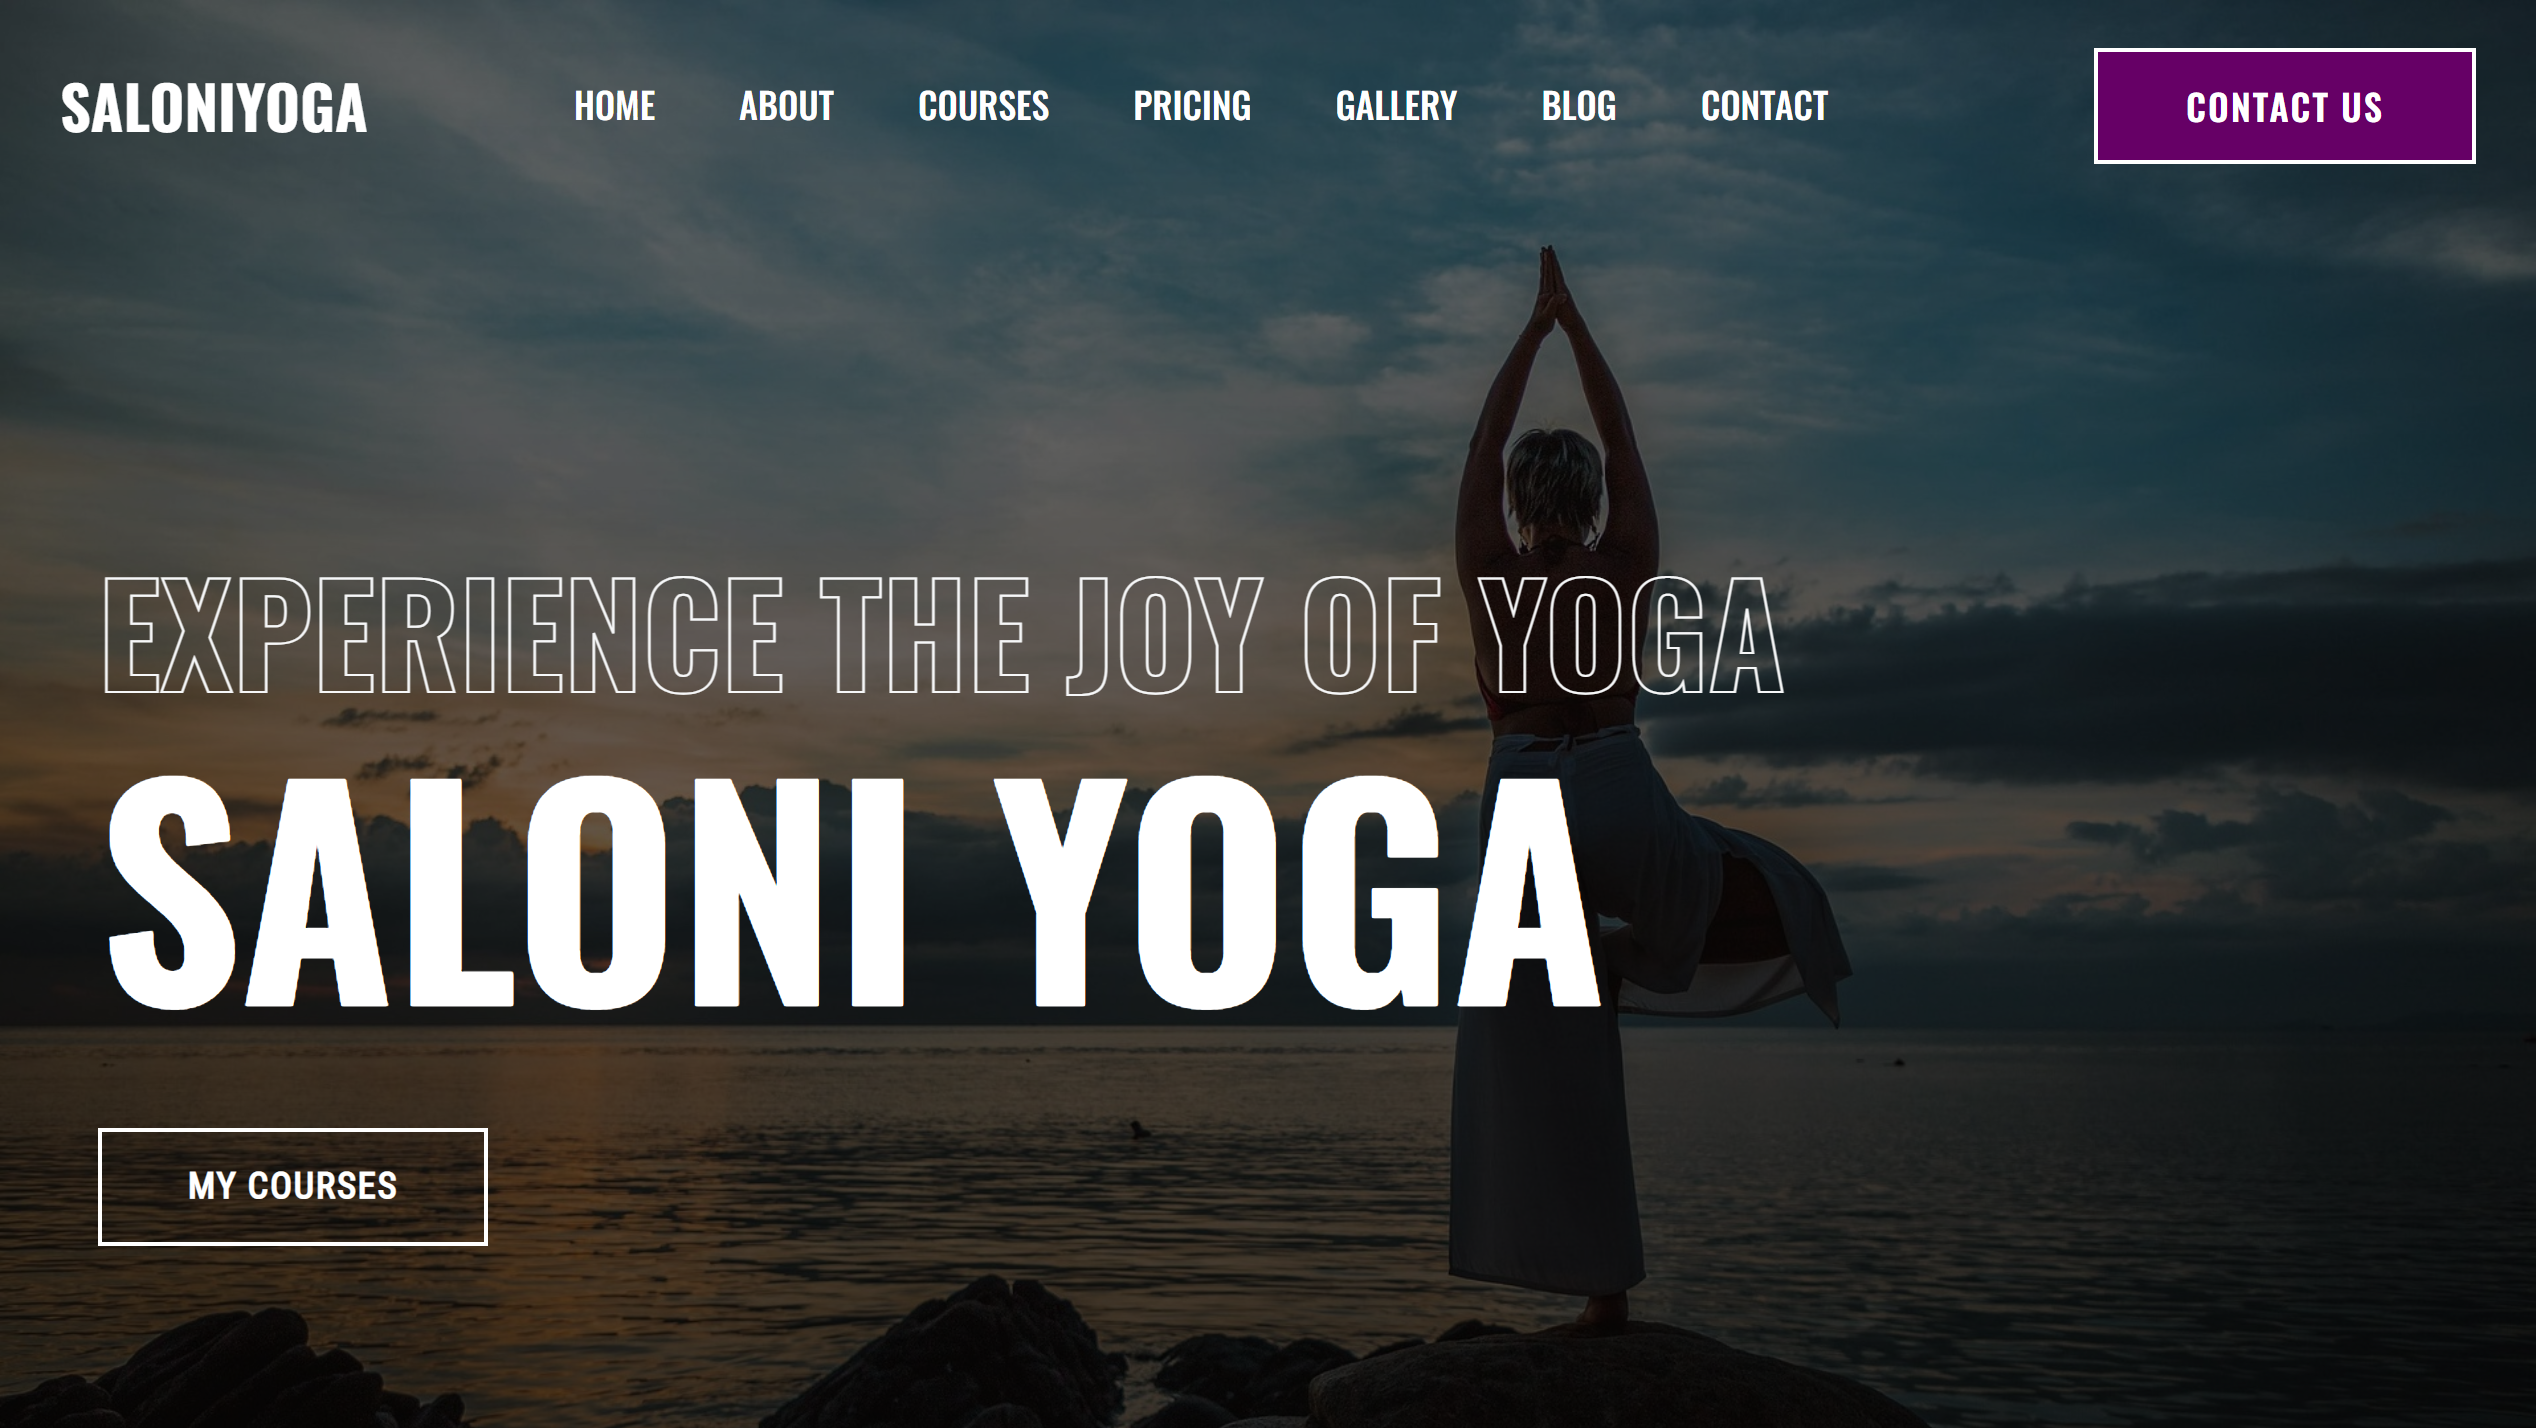 SALONIYOGA
HOME ABOUT COURSES PRICING GALLERY BLOG CONTACT
CONTACT US
EXPERIENCE THE JOY OF YOGA
SALONI YOGA
MY COURSES